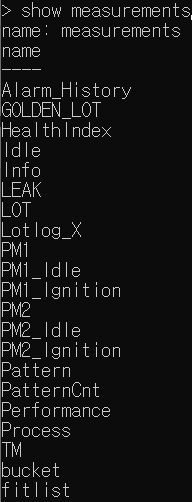 > show measurements
name: measurements
name
----
Alarm_History
GOLDEN_LOT
HealthIndex
Idle
Info
LEAK
LOT
Lotlog_X
PM1
PM1_Idle
PM1_Ignition
PM2
PM2_Idle
PM2_Ignition
Pattern
PatternCnt
Performance
Process
TM
bucket
fitlist